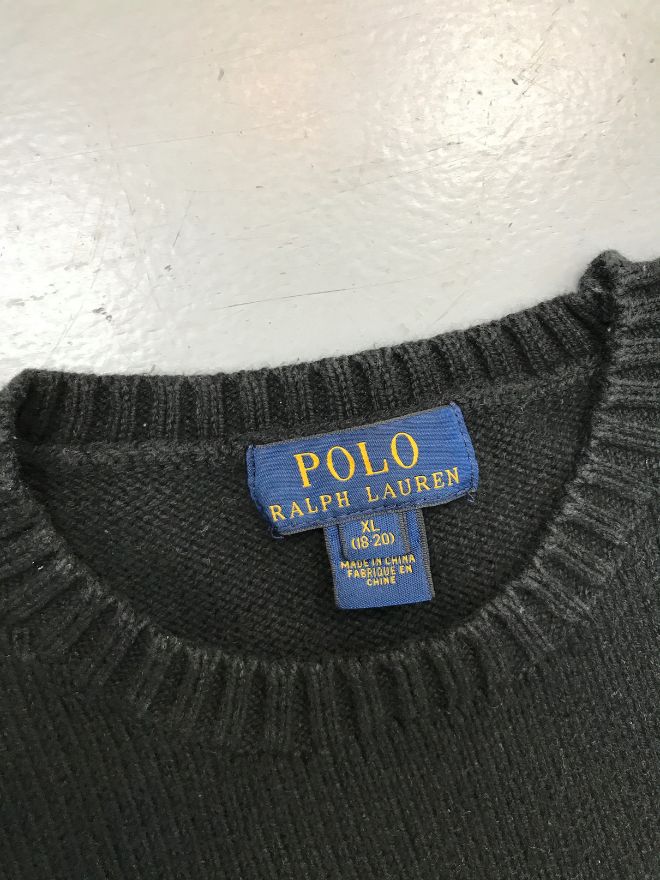 POLO
RALPH LAUREN
XL
(18-20)
MADE IN CHINA
FABRIQUE EN
CHINE